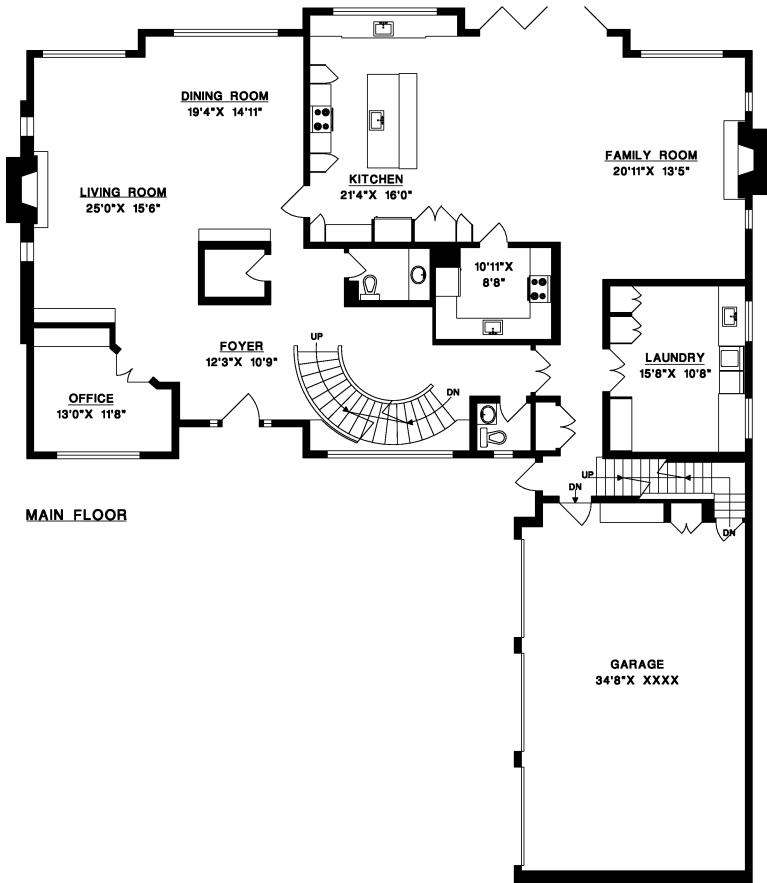 DINING ROOM
19'4"X 14'11"
KITCHEN
21'4"X 16'0"
FAMILY ROOM
20'11"X 13'5"
LIVING ROOM
25'0"X 15'6"
10'11"X
8'8"
FOYER
12'3"X 10'9"
UP
DN
LAUNDRY
15'8"X 10'8"
OFFICE
13'0"X 11'8"
UP
DN
DN
MAIN FLOOR
GARAGE
34'8"X XXXX